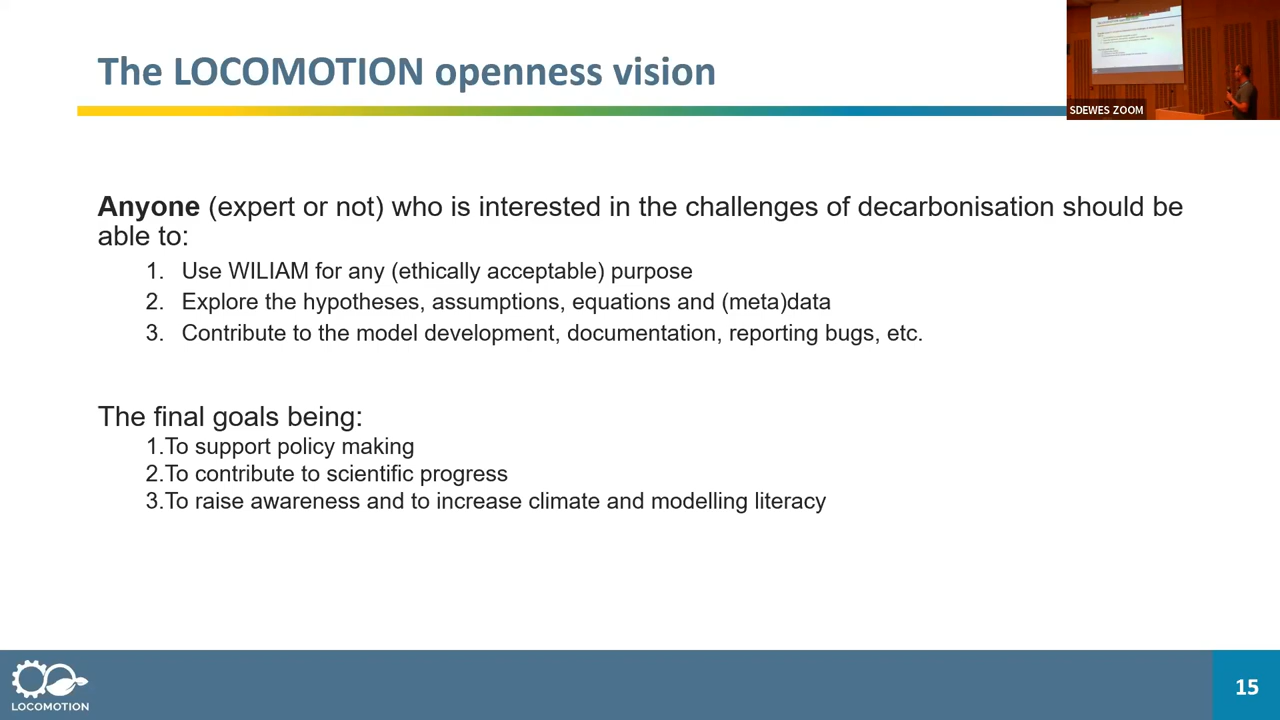 The LOCOMOTION openness vision
SDEWES ZOOM
Anyone (expert or not) who is interested in the challenges of decarbonisation should be
able to:
1. Use WILIAM for any (ethically acceptable) purpose
2. Explore the hypotheses, assumptions, equations and (meta)data
3. Contribute to the model development, documentation, reporting bugs, etc.
The final goals being:
1.To support policy making
2.To contribute to scientific progress
3.To raise awareness and to increase climate and modelling literacy
LOCOMOTION
15